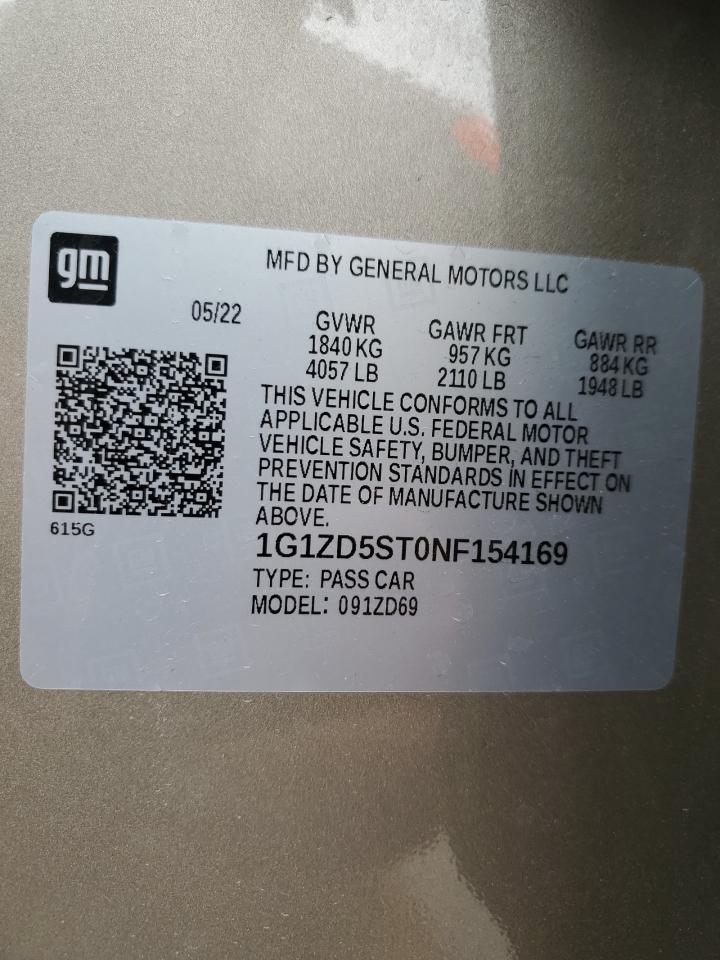 gm
MFD BY GENERAL MOTORS LLC
05/22
GVWR GAWR FRT GAWR RR
1840 KG 957 KG 884 KG
4057 LB 2110 LB 1948 LB
THIS VEHICLE CONFORMS TO ALL
APPLICABLE U.S. FEDERAL MOTOR
VEHICLE SAFETY, BUMPER, AND THEFT
PREVENTION STANDARDS IN EFFECT ON
THE DATE OF MANUFACTURE SHOWN
ABOVE.
615G
1G1ZD5ST0NF154169
TYPE: PASS CAR
MODEL: 091ZD69